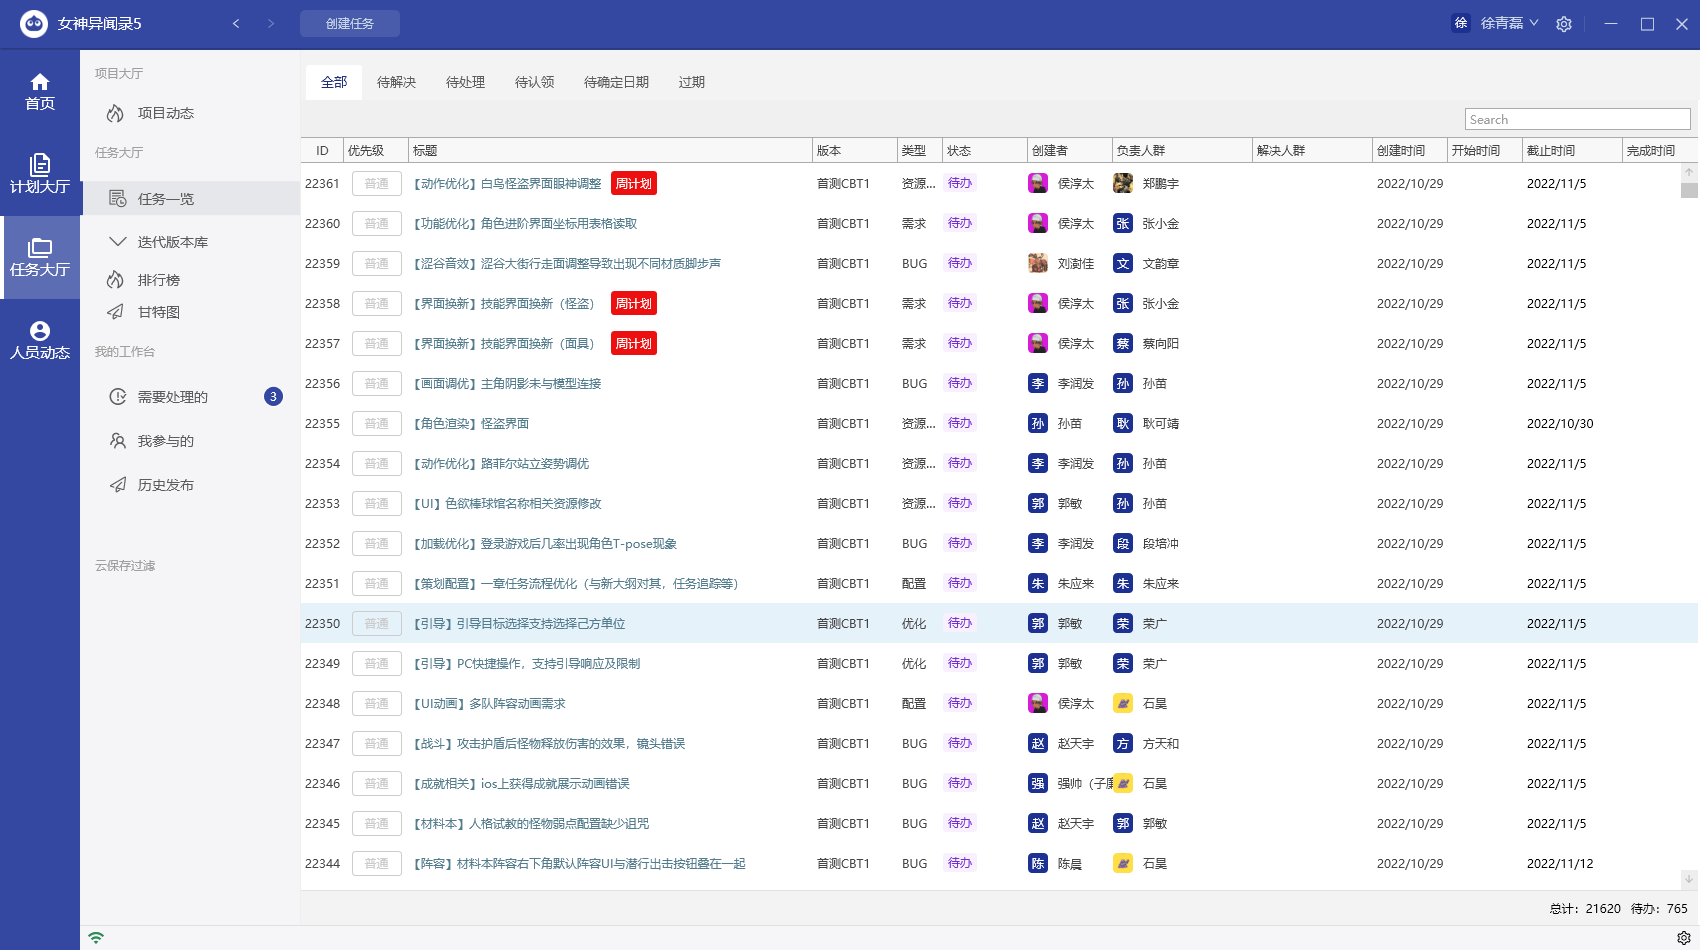 女神异闻录5
创建任务
徐 徐青磊
首页
计划大厅
任务大厅
人员动态
项目大厅
项目动态
任务大厅
任务一览
迭代版本库
排行榜
甘特图
我的工作台
需要处理的 3
我参与的
历史发布
云保存过滤
全部 待解决 待处理 待认领 待确定日期 过期
Search
ID 优先级 标题 版本 类型 状态 创建者 负责人群 解决人群 创建时间 开始时间 截止时间 完成时间
22361 普通 【动作优化】白鸟怪盗界面眼神调整 周计划 首测CBT1 资源... 待办 侯淳太 郑鹏宇 2022/10/29 2022/11/5
22360 普通 【功能优化】角色进阶界面坐标用表格读取 首测CBT1 需求 待办 侯淳太 张 张小金 2022/10/29 2022/11/5
22359 普通 【涩谷音效】涩谷大街行走面调整导致出现不同材质脚步声 首测CBT1 BUG 待办 刘澍佳 文 文韵章 2022/10/29 2022/11/5
22358 普通 【界面换新】技能界面换新（怪盗） 周计划 首测CBT1 需求 待办 侯淳太 张 张小金 2022/10/29 2022/11/5
22357 普通 【界面换新】技能界面换新（面具） 周计划 首测CBT1 需求 待办 侯淳太 蔡 蔡向阳 2022/10/29 2022/11/5
22356 普通 【画面调优】主角阴影未与模型连接 首测CBT1 BUG 待办 李 李润发 孙 孙苗 2022/10/29 2022/11/5
22355 普通 【角色渲染】怪盗界面 首测CBT1 资源... 待办 孙 孙苗 耿 耿可靖 2022/10/29 2022/10/30
22354 普通 【动作优化】路菲尔站立姿势调优 首测CBT1 资源... 待办 李 李润发 孙 孙苗 2022/10/29 2022/11/5
22353 普通 【UI】色欲棒球馆名称相关资源修改 首测CBT1 资源... 待办 郭 郭敏 孙 孙苗 2022/10/29 2022/11/5
22352 普通 【加载优化】登录游戏后几率出现角色T-pose现象 首测CBT1 BUG 待办 李 李润发 段 段培冲 2022/10/29 2022/11/5
22351 普通 【策划配置】一章任务流程优化（与新大纲对其，任务追踪等） 首测CBT1 配置 待办 朱 朱应来 朱 朱应来 2022/10/29 2022/11/5
22350 普通 【引导】引导目标选择支持选择己方单位 首测CBT1 优化 待办 郭 郭敏 荣 荣广 2022/10/29 2022/11/5
22349 普通 【引导】PC快捷操作，支持引导响应及限制 首测CBT1 优化 待办 郭 郭敏 荣 荣广 2022/10/29 2022/11/5
22348 普通 【UI动画】多队阵容动画需求 首测CBT1 配置 待办 侯淳太 石昊 2022/10/29 2022/11/5
22347 普通 【战斗】攻击护盾后怪物释放伤害的效果，镜头错误 首测CBT1 BUG 待办 赵 赵天宇 方 方天和 2022/10/29 2022/11/5
22346 普通 【成就相关】ios上获得成就展示动画错误 首测CBT1 BUG 待办 强 强帅（子 石昊 2022/10/29 2022/11/5
22345 普通 【材料本】人格试教的怪物弱点配置缺少诅咒 首测CBT1 BUG 待办 赵 赵天宇 郭 郭敏 2022/10/29 2022/11/5
22344 普通 【阵容】材料本阵容右下角默认阵容UI与潜行出击按钮叠在一起 首测CBT1 BUG 待办 陈 陈晨 石昊 2022/10/29 2022/11/12
总计：21620 待办：765